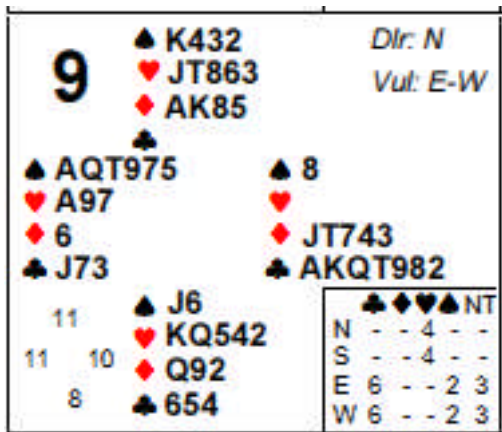 9
Dlr: N
Vul: E-W
♠ K432
♥ JT863
♦ AK85
♣
♠ AQT975
♥ A97
♦ 6
♣ J73
♠ 8
♥
♦ JT743
♣ AKQT982
♠ J6
♥ KQ542
♦ Q92
♣ 654
11
11 10
8
♣ ♦ ♥ ♠ NT
N - - 4 - -
S - - 4 - -
E 6 - - 2 3
W 6 - - 2 3